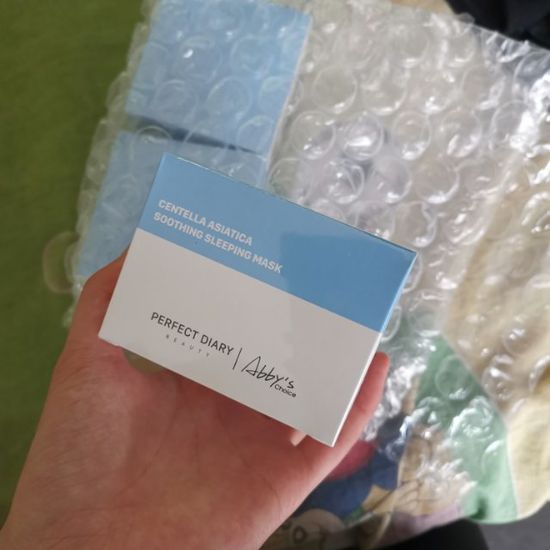 CENTELLA ASIATICA
SOOTHING SLEEPING MASK
PERFECT DIARY
BEAUTY
Abby's
Choice